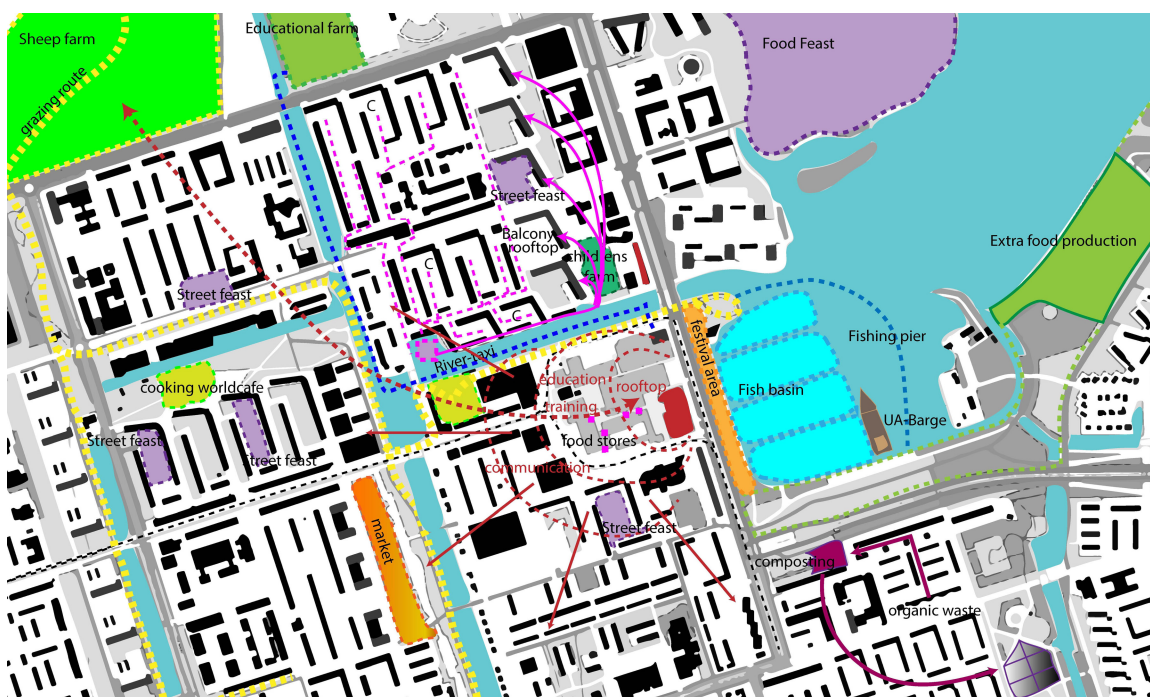 Sheep farm
Educational farm
Food Feast
grazing route
C
Street feast
Balcony
rooftop
child ens
farm
Extra food production
C
Street feast
C
River-Taxi
festival area
Fishing pier
cooking worldcafe
education
rooftop
training
Fish basin
UA-Barge
Street feast
food stores
Street feast
communication
market
Street feast
composting
organic waste